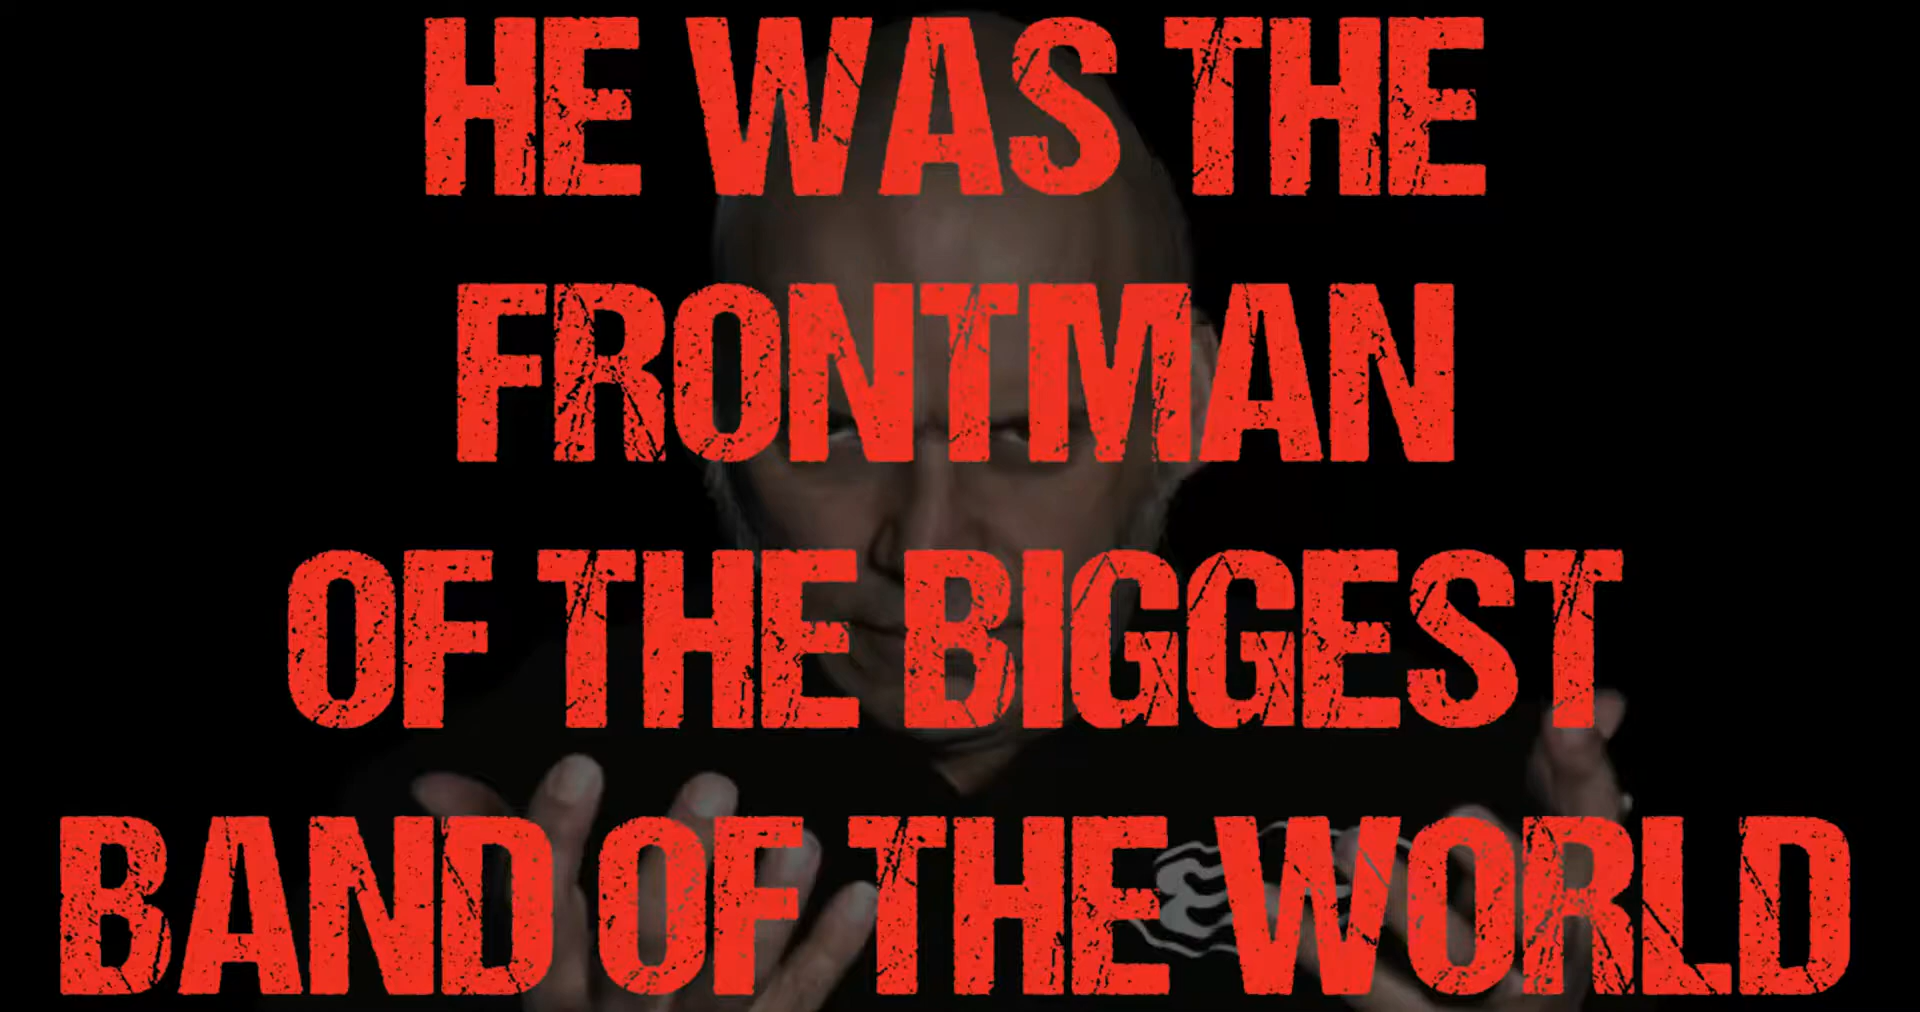 HE WAS THE
FRONTMAN
OF THE BIGGEST
BAND OF THE WORLD